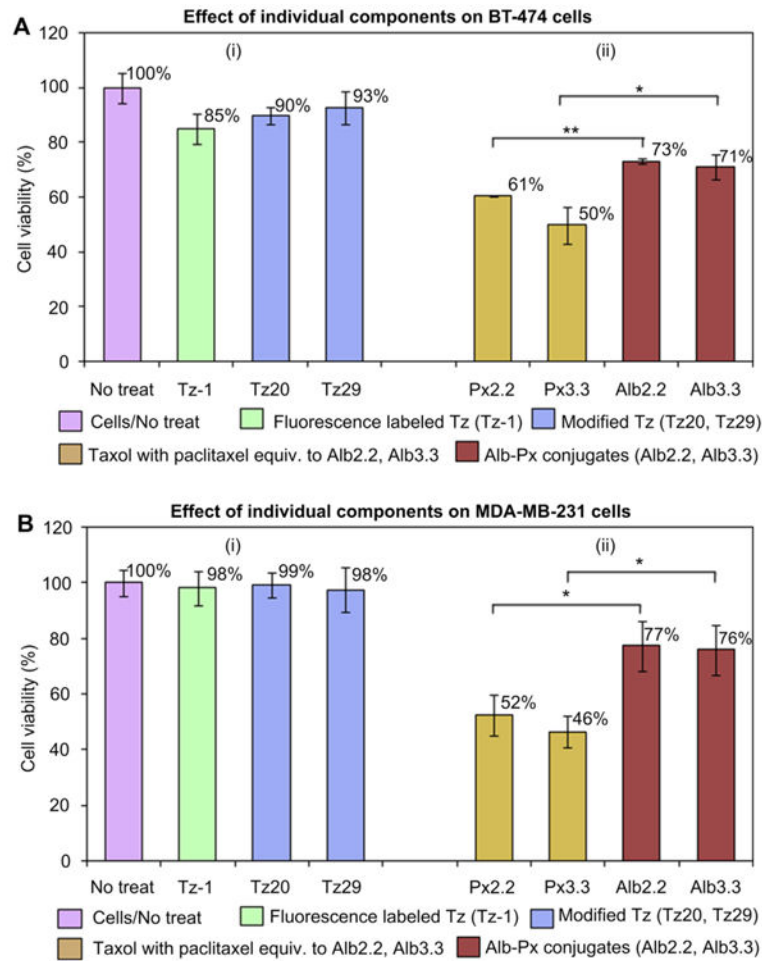 A
Effect of individual components on BT-474 cells
(i)
(ii)
120
100
80
60
40
20
0
Cell viability (%)
100%
85%
90%
93%
61%
50%
73%
71%
**
*
No treat Tz-1 Tz20 Tz29 Px2.2 Px3.3 Alb2.2 Alb3.3
Cells/No treat Fluorescence labeled Tz (Tz-1) Modified Tz (Tz20, Tz29)
Taxol with paclitaxel equiv. to Alb2.2, Alb3.3 Alb-Px conjugates (Alb2.2, Alb3.3)
B
Effect of individual components on MDA-MB-231 cells
(i)
(ii)
120
100
80
60
40
20
0
Cell viability (%)
100%
98%
99%
98%
52%
46%
77%
76%
*
*
No treat Tz-1 Tz20 Tz29 Px2.2 Px3.3 Alb2.2 Alb3.3
Cells/No treat Fluorescence labeled Tz (Tz-1) Modified Tz (Tz20, Tz29)
Taxol with paclitaxel equiv. to Alb2.2, Alb3.3 Alb-Px conjugates (Alb2.2, Alb3.3)